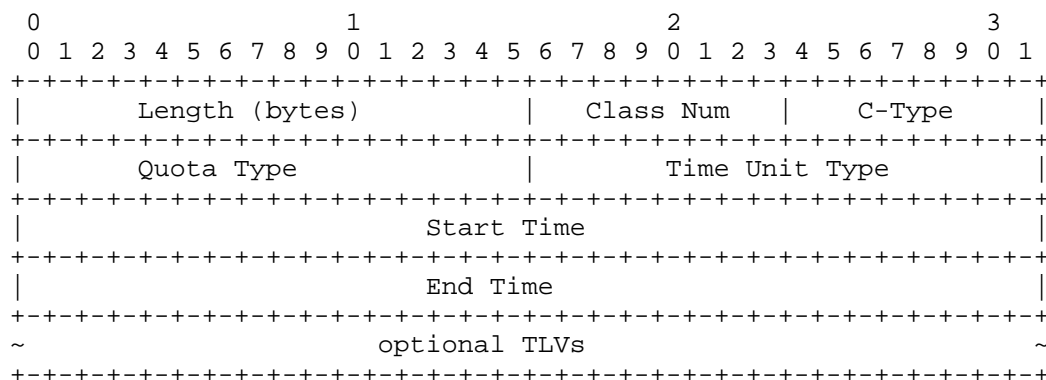 0                   1                   2                   3
 0 1 2 3 4 5 6 7 8 9 0 1 2 3 4 5 6 7 8 9 0 1 2 3 4 5 6 7 8 9 0 1
+-+-+-+-+-+-+-+-+-+-+-+-+-+-+-+-+-+-+-+-+-+-+-+-+-+-+-+-+-+-+-+-+
|       Length (bytes)          |   Class Num   |    C-Type     |
+-+-+-+-+-+-+-+-+-+-+-+-+-+-+-+-+-+-+-+-+-+-+-+-+-+-+-+-+-+-+-+-+
|       Quota Type              |        Time Unit Type         |
+-+-+-+-+-+-+-+-+-+-+-+-+-+-+-+-+-+-+-+-+-+-+-+-+-+-+-+-+-+-+-+-+
|                         Start Time                            |
+-+-+-+-+-+-+-+-+-+-+-+-+-+-+-+-+-+-+-+-+-+-+-+-+-+-+-+-+-+-+-+-+
|                         End Time                              |
+-+-+-+-+-+-+-+-+-+-+-+-+-+-+-+-+-+-+-+-+-+-+-+-+-+-+-+-+-+-+-+-+
~                      optional TLVs                            ~
+-+-+-+-+-+-+-+-+-+-+-+-+-+-+-+-+-+-+-+-+-+-+-+-+-+-+-+-+-+-+-+-+